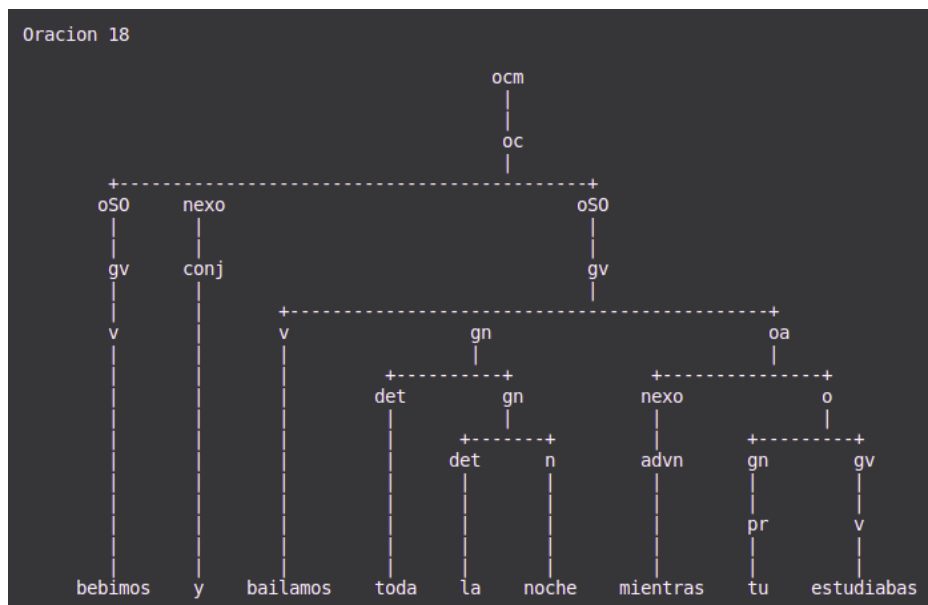 Oracion 18
ocm
oc
oSO nexo oSO
gv conj gv
v v gn oa
det gn nexo o
det n advn gn gv
pr v
bebimos y bailamos toda la noche mientras tu estudiabas